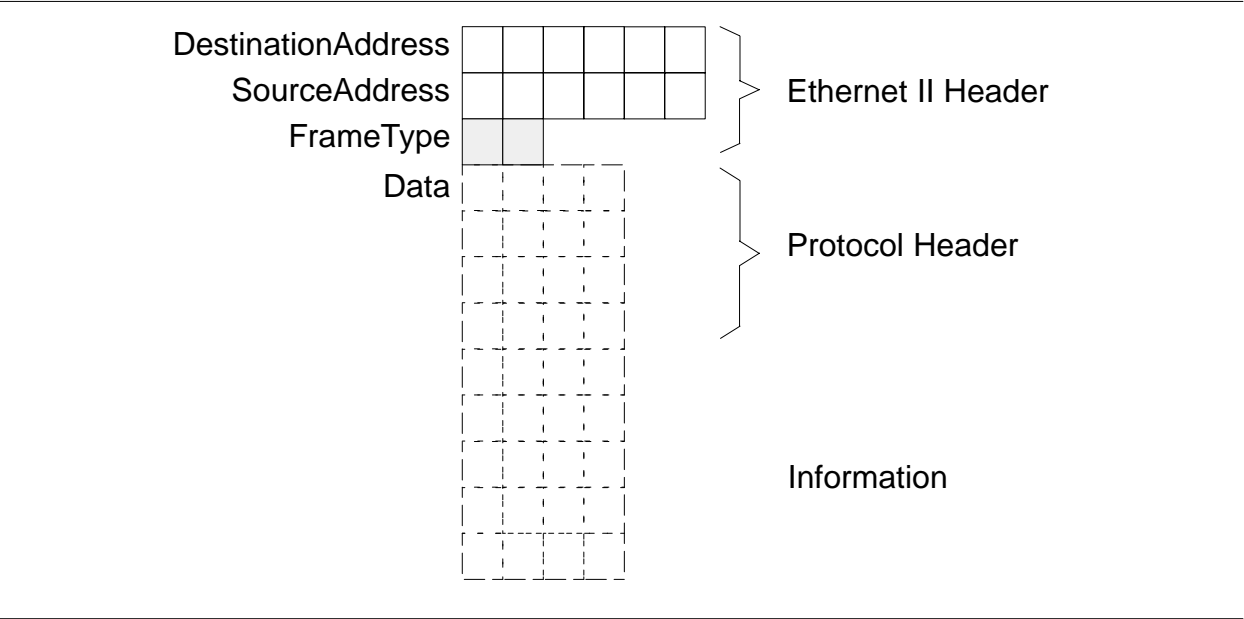 DestinationAddress
SourceAddress
Ethernet II Header
FrameType
Data
Protocol Header
Information